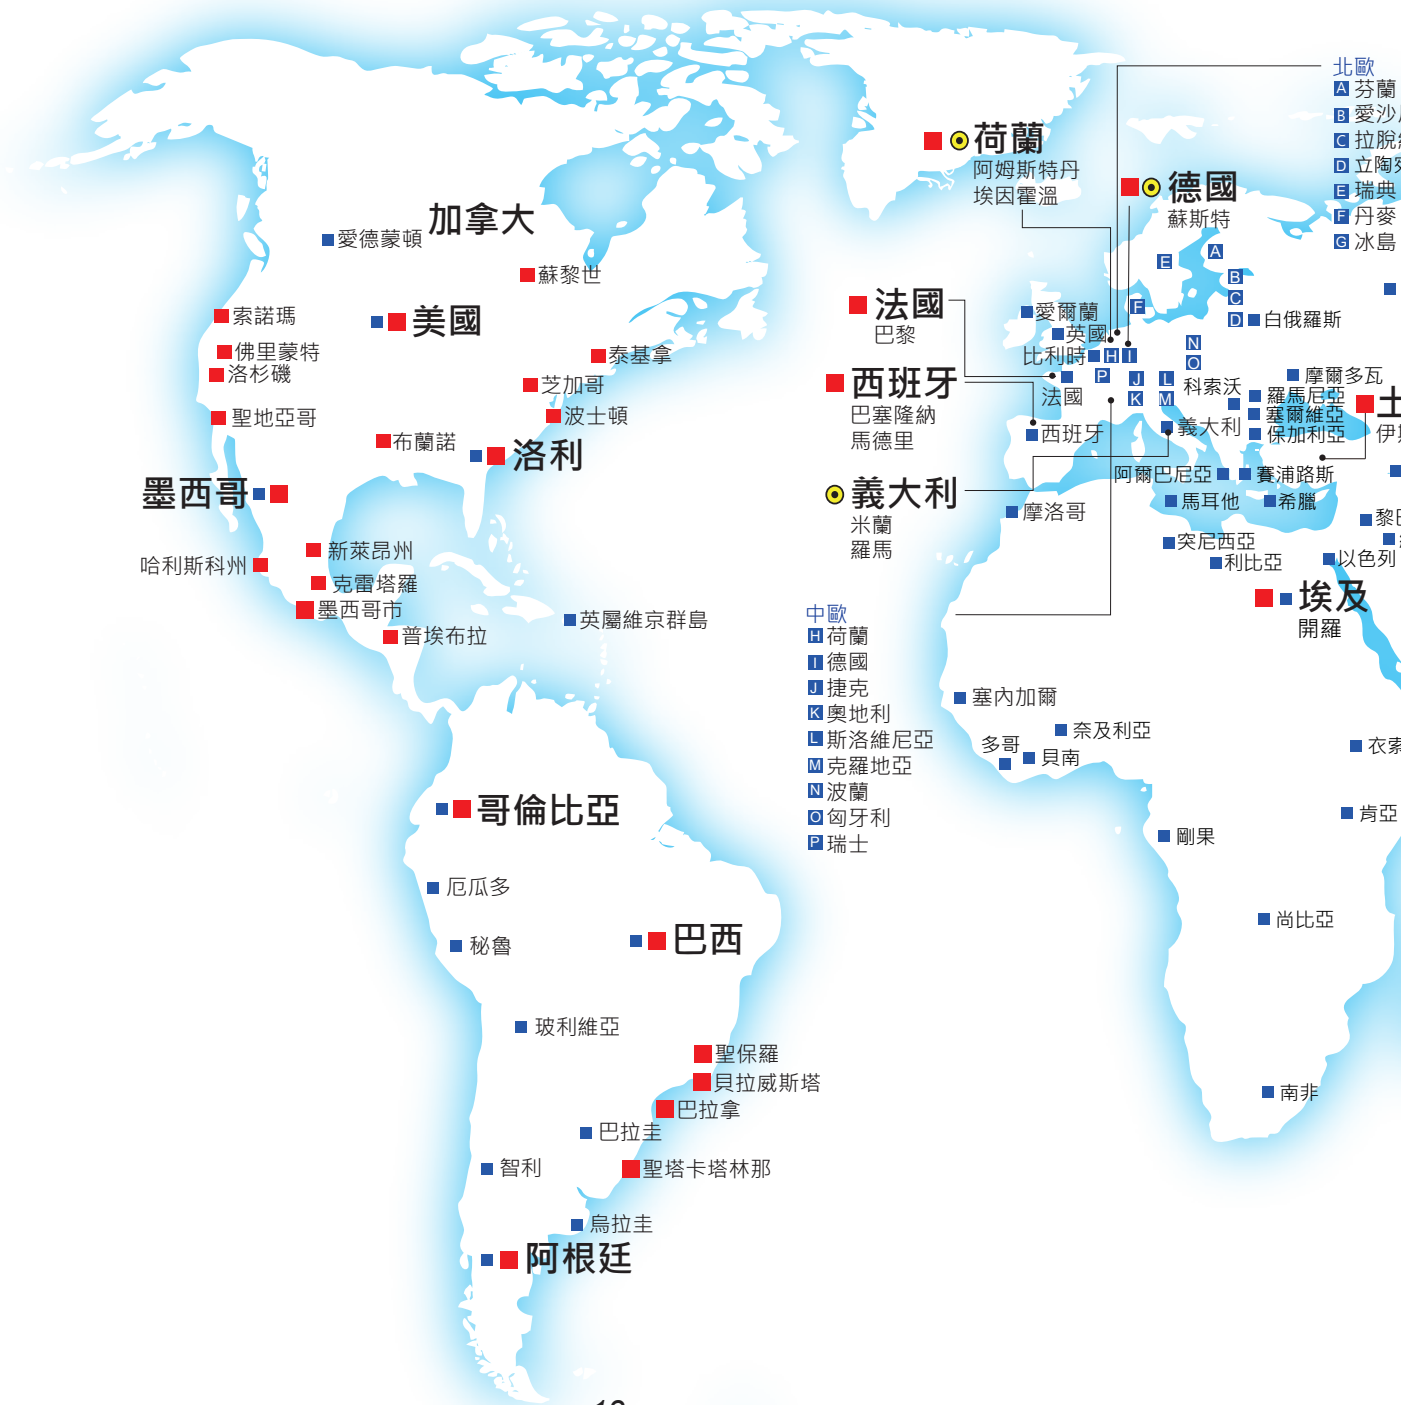 加拿大
愛德蒙頓
蘇黎世
索諾瑪
美國
佛里蒙特
洛杉磯
泰基拿
芝加哥
聖地亞哥
波士頓
布蘭諾
洛利
墨西哥
新萊昂州
哈利斯科州
克雷塔羅
墨西哥市
普埃布拉
英屬維京群島
哥倫比亞
厄瓜多
秘魯
巴西
玻利維亞
聖保羅
貝拉威斯塔
巴拉拿
巴拉圭
智利
聖塔卡塔林那
烏拉圭
阿根廷
荷蘭
阿姆斯特丹
埃因霍溫
德國
蘇斯特
法國
巴黎
西班牙
巴塞隆納
馬德里
義大利
米蘭
羅馬
北歐
A 芬蘭
B 愛沙
C 拉脫
D 立陶
E 瑞典
F 丹麥
G 冰島
E
A
B
C
D
F
愛爾蘭
英國
白俄羅斯
比利時
H
I
N
O
P
J
L
K
M
法國
科索沃
摩爾多瓦
羅馬尼亞
塞爾維亞
保加利亞
西班牙
義大利
阿爾巴尼亞
賽浦路斯
馬耳他
希臘
摩洛哥
突尼西亞
利比亞
以色列
黎
埃及
開羅
中歐
H 荷蘭
I 德國
J 捷克
K 奧地利
L 斯洛維尼亞
M 克羅地亞
N 波蘭
O 匈牙利
P 瑞士
塞內加爾
奈及利亞
多哥
貝南
衣索
肯亞
剛果
尚比亞
南非